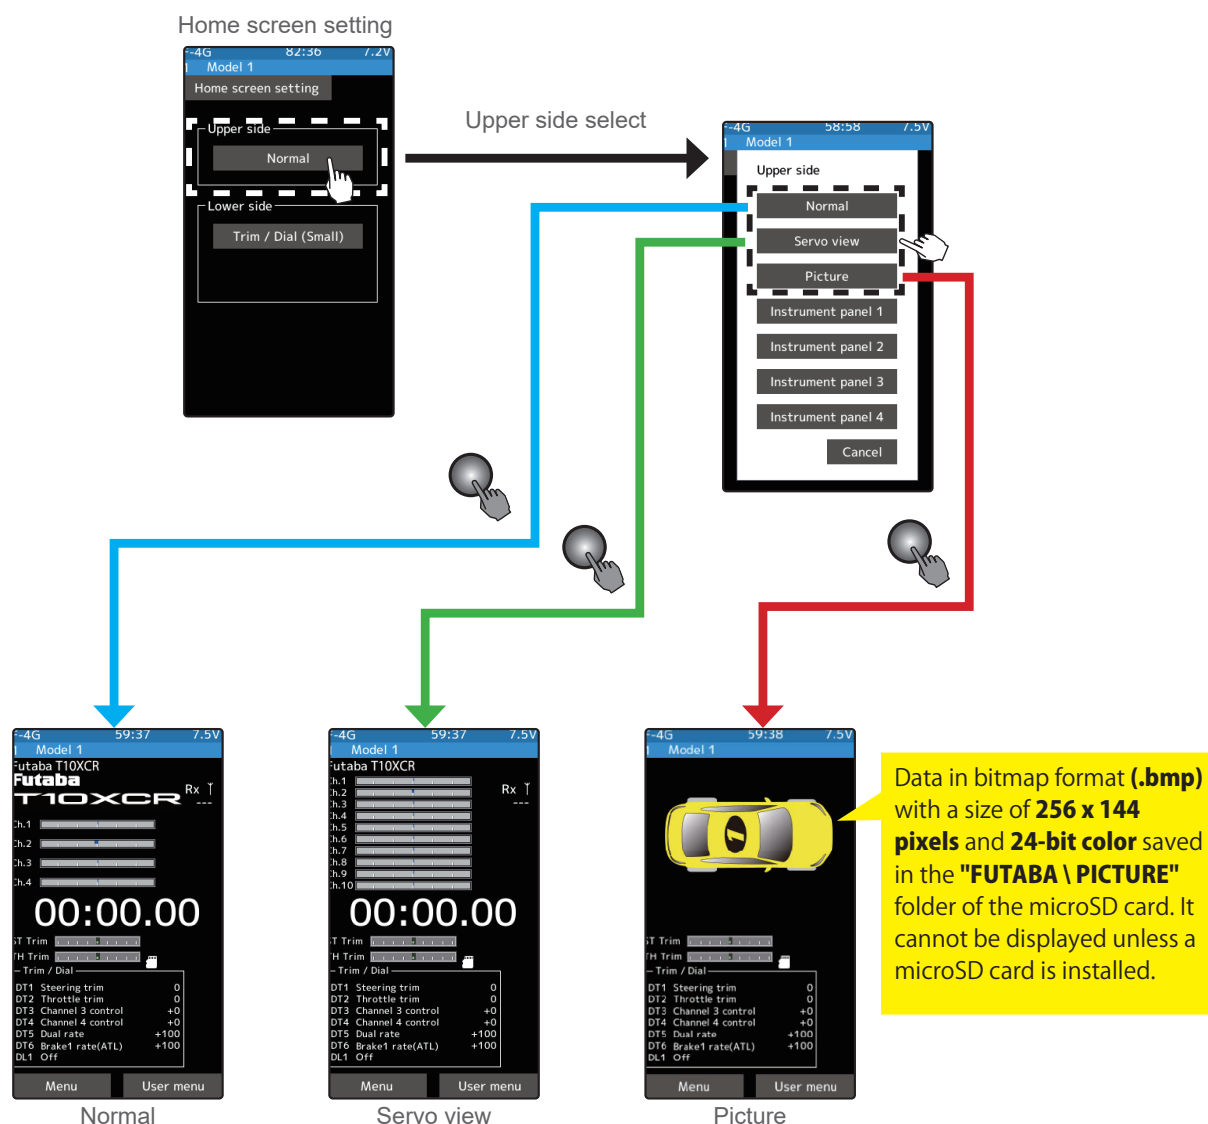 Home screen setting
-4G 82:36 7.2V
Model 1
Home screen setting
Upper side
Normal
Lower side
Trim / Dial (Small)
Upper side select
-4G 58:58 7.5V
Model 1
Upper side
Normal
Servo view
Picture
Instrument panel 1
Instrument panel 2
Instrument panel 3
Instrument panel 4
Cancel
-4G 59:37 7.5V
Model 1
Futaba T10XCR
Futaba
T10XCR Rx
---
Ch.1
Ch.2
Ch.3
Ch.4
00:00.00
ST Trim
TH Trim
Trim / Dial
DT1 Steering trim 0
DT2 Throttle trim 0
DT3 Channel 3 control +0
DT4 Channel 4 control +0
DT5 Dual rate +100
DT6 Brake1 rate(ATL) +100
DL1 Off
Menu User menu
Normal
-4G 59:37 7.5V
Model 1
Futaba T10XCR
Rx
---
Ch.1
Ch.2
Ch.3
Ch.4
Ch.5
Ch.6
Ch.7
Ch.8
Ch.9
Ch.10
00:00.00
ST Trim
TH Trim
Trim / Dial
DT1 Steering trim 0
DT2 Throttle trim 0
DT3 Channel 3 control +0
DT4 Channel 4 control +0
DT5 Dual rate +100
DT6 Brake1 rate(ATL) +100
DL1 Off
Menu User menu
Servo view
-4G 59:38 7.5V
Model 1
1
ST Trim
TH Trim
Trim / Dial
DT1 Steering trim 0
DT2 Throttle trim 0
DT3 Channel 3 control +0
DT4 Channel 4 control +0
DT5 Dual rate +100
DT6 Brake1 rate(ATL) +100
DL1 Off
Menu User menu
Picture
Data in bitmap format (.bmp)
with a size of 256 x 144
pixels and 24-bit color saved
in the "FUTABA \ PICTURE"
folder of the microSD card. It
cannot be displayed unless a
microSD card is installed.